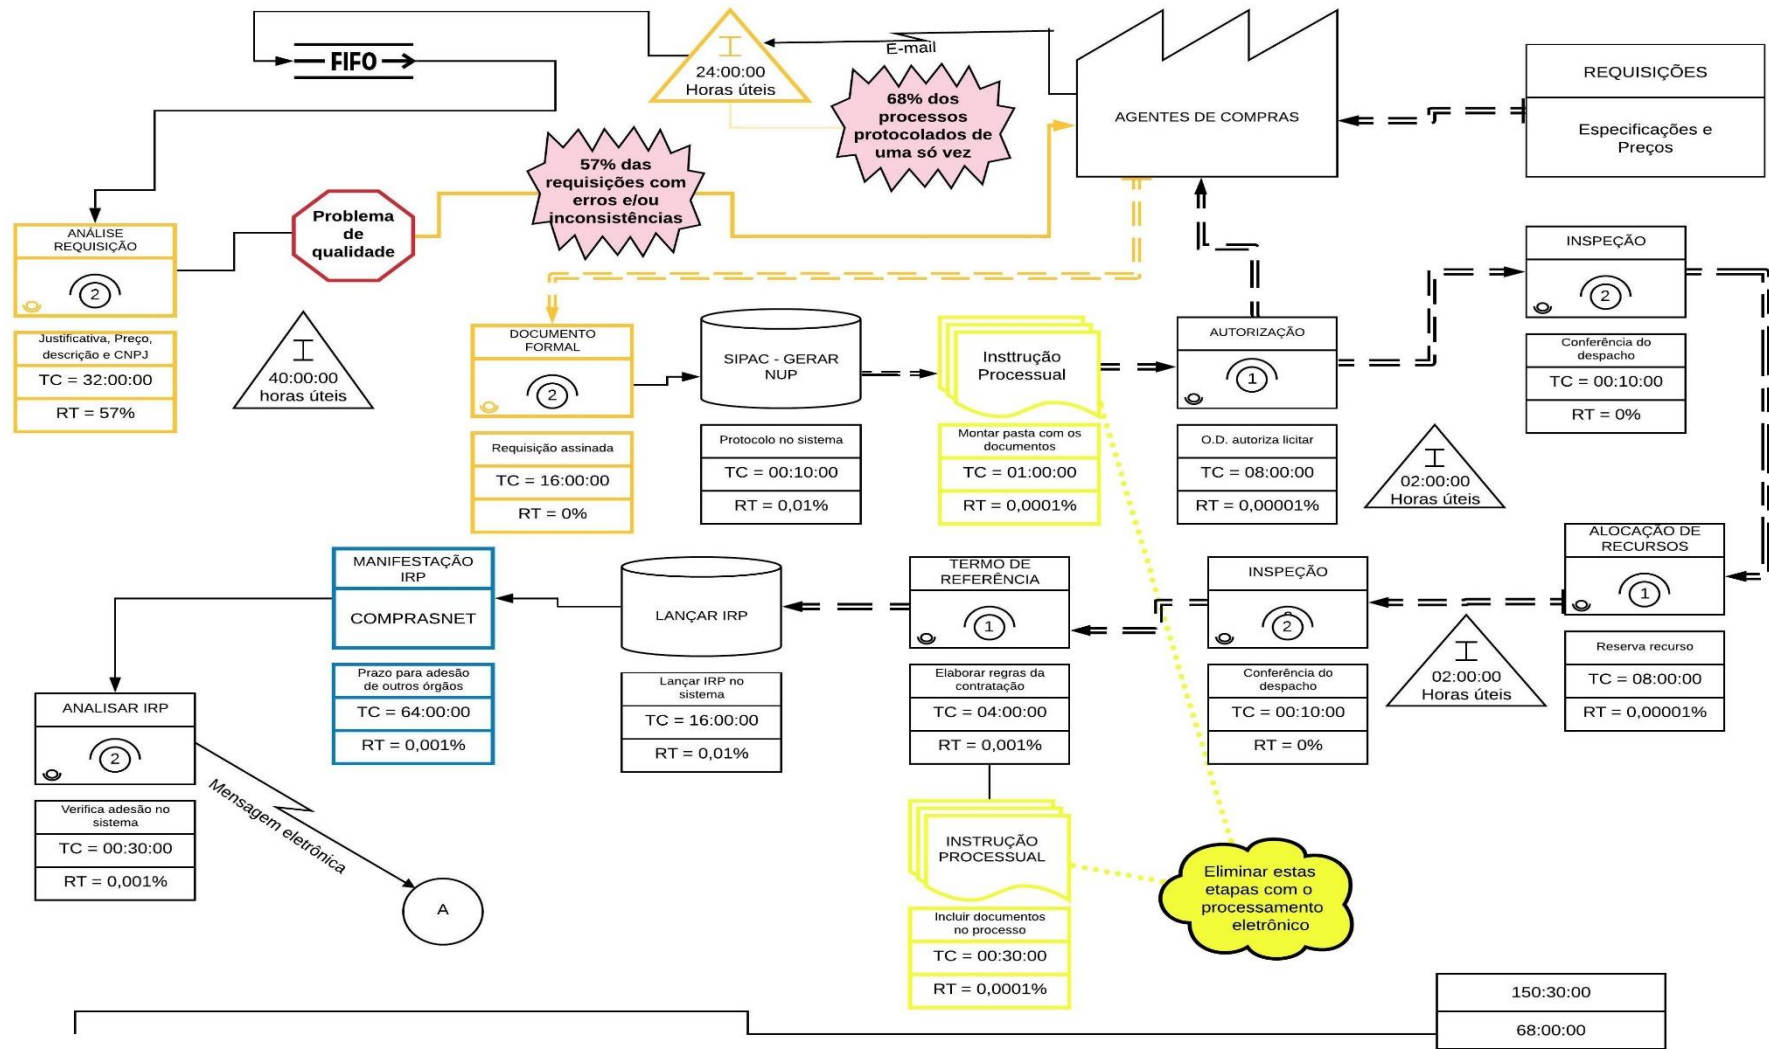 FIFO
24:00:00
Horas úteis
E-mail
68% dos
processos
protocolados de
uma só vez
AGENTES DE COMPRAS
REQUISIÇÕES
Especificações e
Preços
57% das
requisições com
erros e/ou
inconsistências
Problema
de
qualidade
ANÁLISE
REQUISIÇÃO
2
Justificativa, Preço,
descrição e CNPJ
TC = 32:00:00
RT = 57%
40:00:00
horas úteis
DOCUMENTO
FORMAL
2
Requisição assinada
TC = 16:00:00
RT = 0%
SIPAC - GERAR
NUP
Protocolo no sistema
TC = 00:10:00
RT = 0,01%
Insttrução
Processual
Montar pasta com os
documentos
TC = 01:00:00
RT = 0,0001%
AUTORIZAÇÃO
1
O.D. autoriza licitar
TC = 08:00:00
RT = 0,00001%
02:00:00
Horas úteis
INSPEÇÃO
2
Conferência do
despacho
TC = 00:10:00
RT = 0%
ALOCAÇÃO DE
RECURSOS
1
Reserva recurso
TC = 08:00:00
RT = 0,00001%
02:00:00
Horas úteis
INSPEÇÃO
2
Conferência do
despacho
TC = 00:10:00
RT = 0%
TERMO DE
REFERÊNCIA
1
Elaborar regras da
contratação
TC = 04:00:00
RT = 0,001%
INSTRUÇÃO
PROCESSUAL
Incluir documentos
no processo
TC = 00:30:00
RT = 0,0001%
Eliminar estas
etapas com o
processamento
eletrônico
LANÇAR IRP
Lançar IRP no
sistema
TC = 16:00:00
RT = 0,01%
MANIFESTAÇÃO
IRP
COMPRASNET
Prazo para adesão
de outros órgãos
TC = 64:00:00
RT = 0,001%
ANALISAR IRP
2
Verifica adesão no
sistema
TC = 00:30:00
RT = 0,001%
Mensagem eletrônica
A
150:30:00
68:00:00